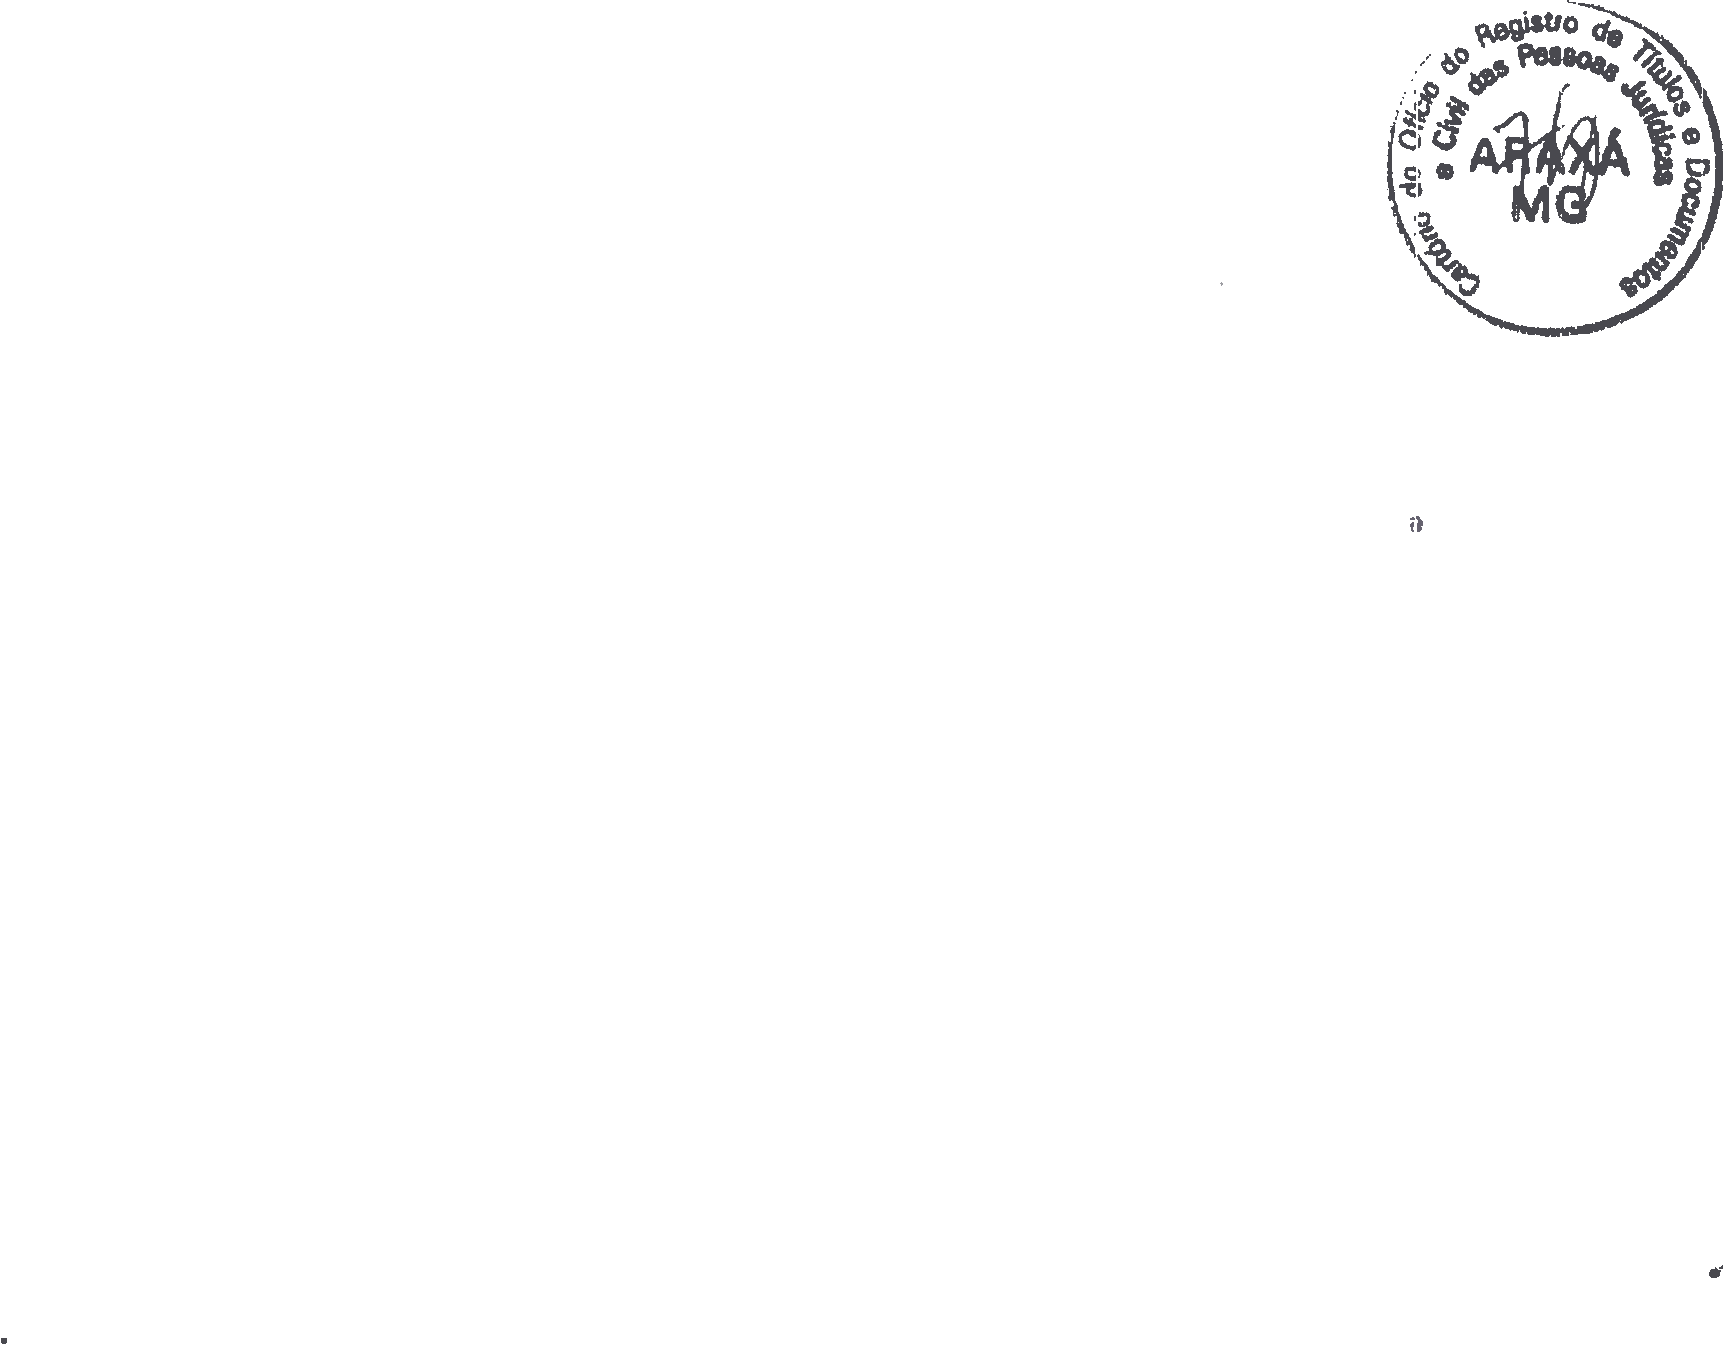 Cartório do Ofício do Registro de Títulos e Documentos
e Civil das Pessoas Jurídicas
ARAXÁ
MG